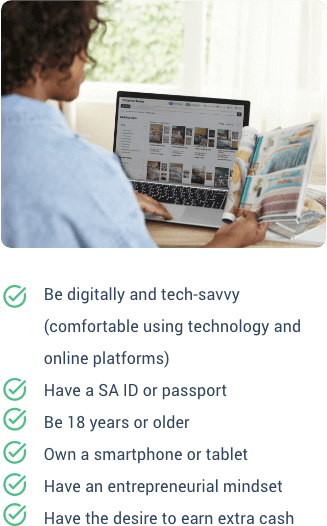 Be digitally and tech-savvy
(comfortable using technology and
online platforms)
Have a SA ID or passport
Be 18 years or older
Own a smartphone or tablet
Have an entrepreneurial mindset
Have the desire to earn extra cash